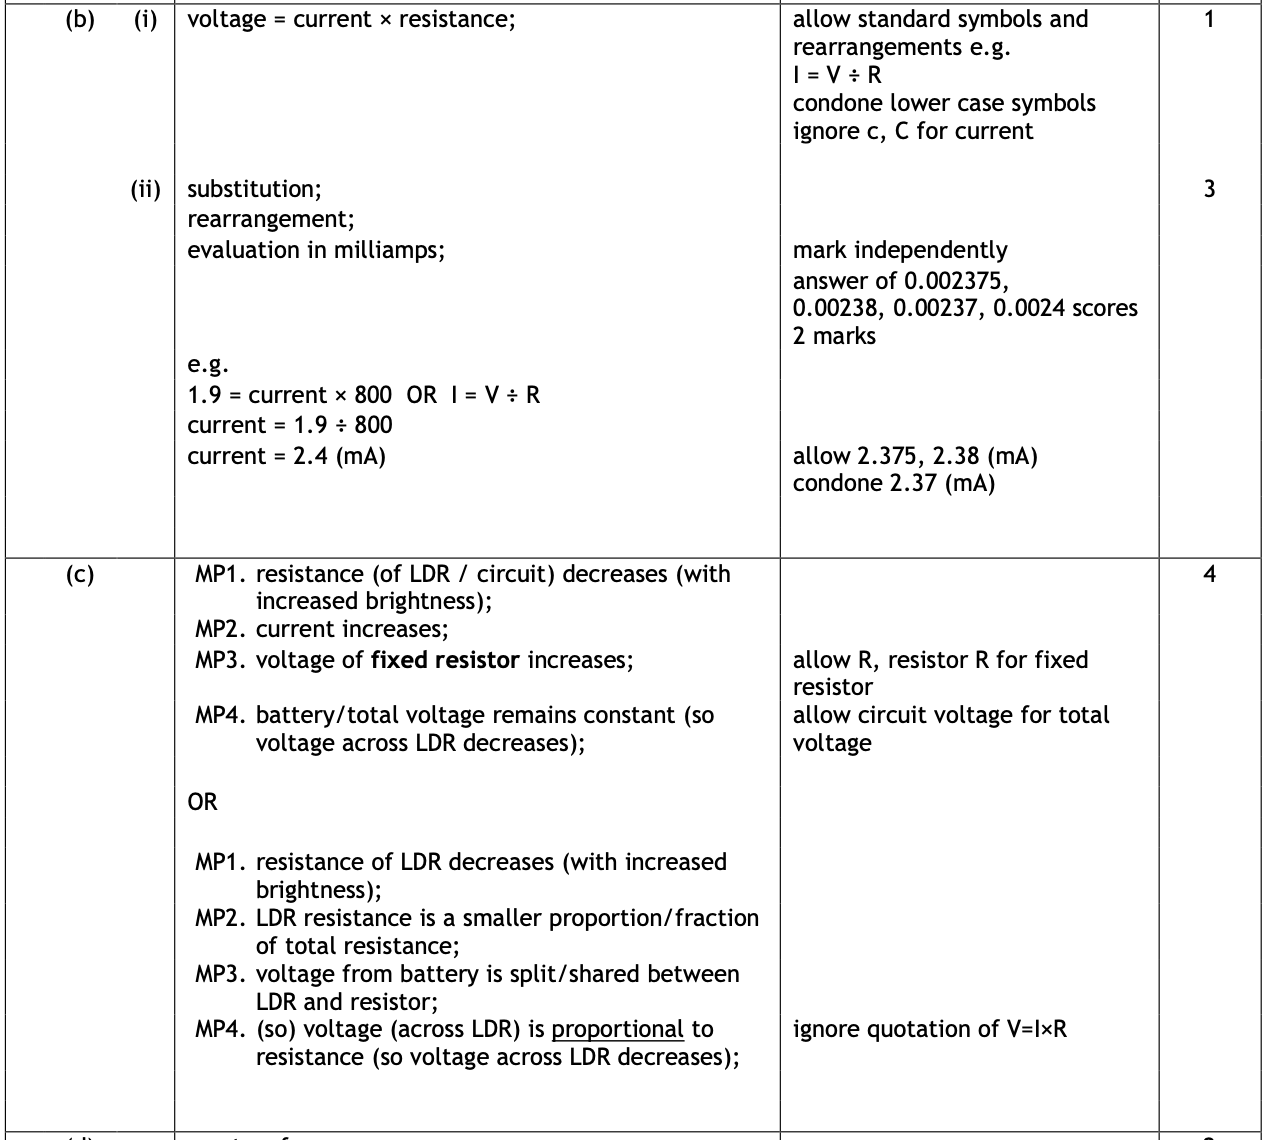 (b) (i) voltage = current × resistance; allow standard symbols and 1
rearrangements e.g.
I = V ÷ R
condone lower case symbols
ignore c, C for current
(ii) substitution; 3
rearrangement;
evaluation in milliamps; mark independently
answer of 0.002375,
0.00238, 0.00237, 0.0024 scores
2 marks
e.g.
1.9 = current × 800 OR I = V ÷ R
current = 1.9 ÷ 800
current = 2.4 (mA) allow 2.375, 2.38 (mA)
condone 2.37 (mA)
(c) MP1. resistance (of LDR / circuit) decreases (with 4
increased brightness);
MP2. current increases;
MP3. voltage of fixed resistor increases; allow R, resistor R for fixed
resistor
MP4. battery/total voltage remains constant (so allow circuit voltage for total
voltage across LDR decreases); voltage
OR
MP1. resistance of LDR decreases (with increased
brightness);
MP2. LDR resistance is a smaller proportion/fraction
of total resistance;
MP3. voltage from battery is split/shared between
LDR and resistor;
MP4. (so) voltage (across LDR) is proportional to ignore quotation of V=I×R
resistance (so voltage across LDR decreases);